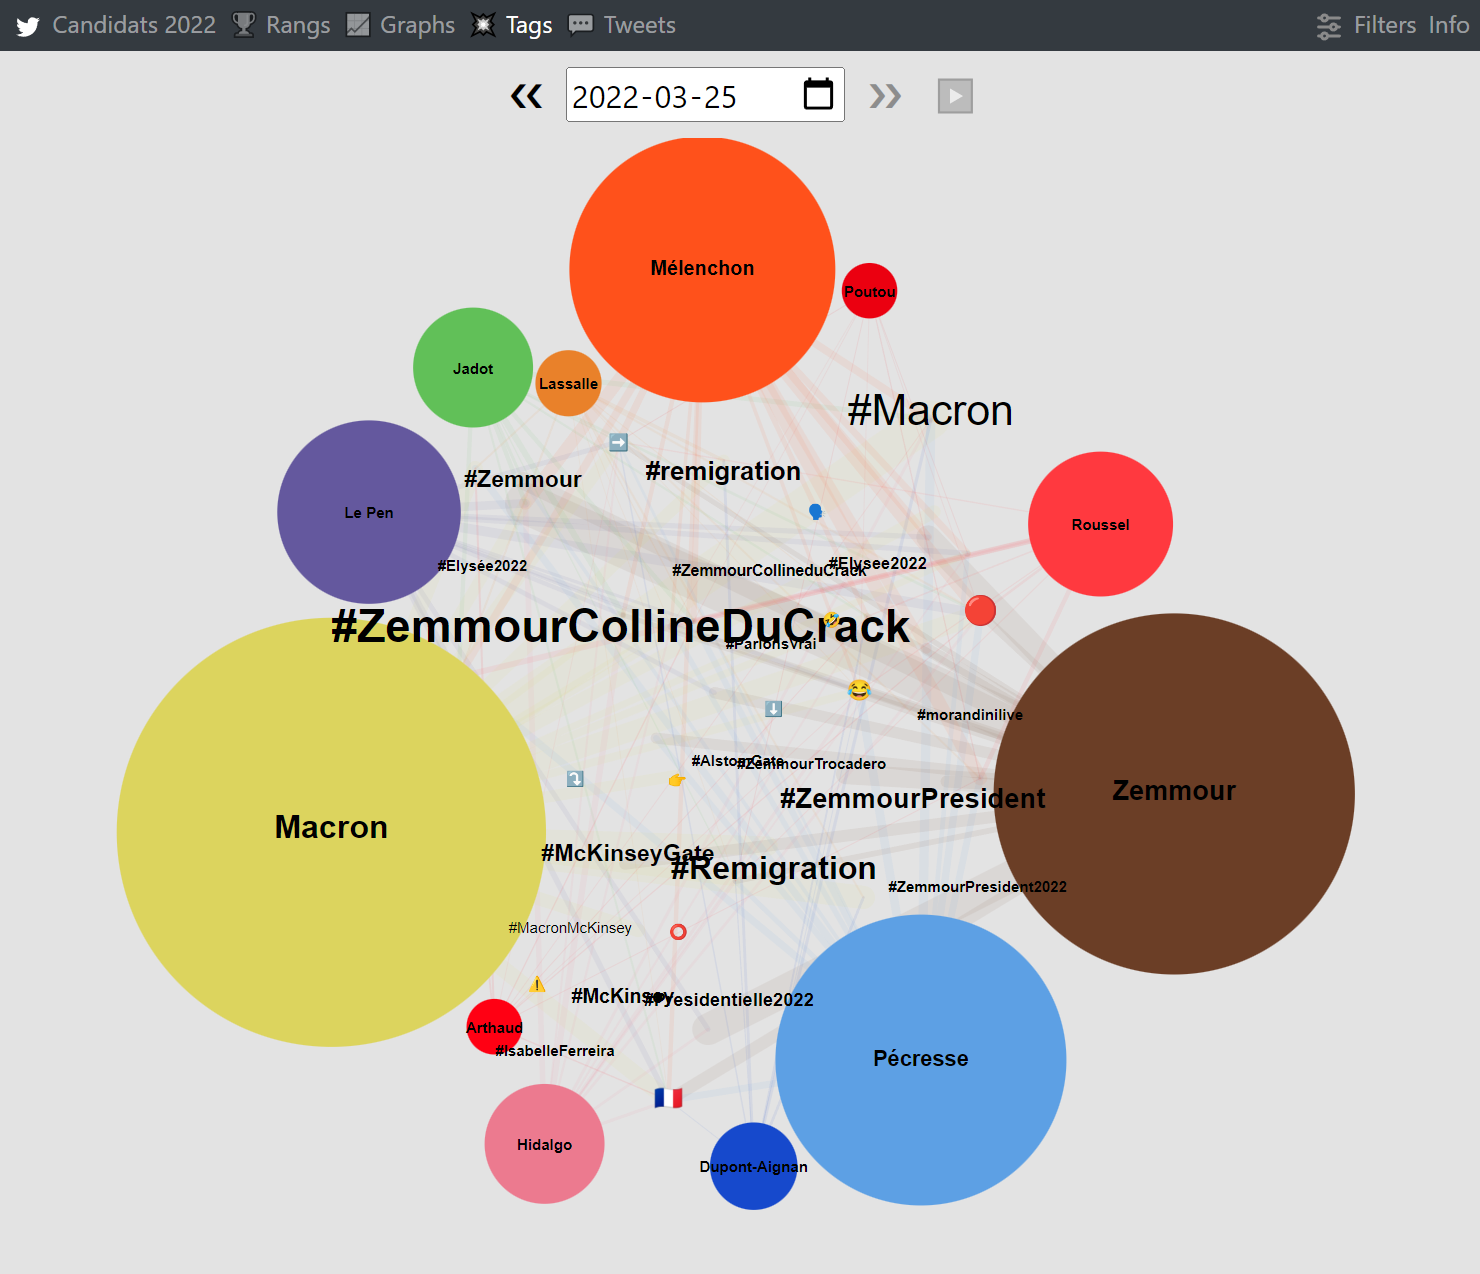 Candidats 2022 Rangs Graphs Tags Tweets Filters Info
2022-03-25
Mélenchon
Poutou
Jadot
Lassalle
#Macron
#Zemmour
#remigration
Le Pen
Roussel
#Elysée2022
#ZemmourCollineduCrack
#Elysee2022
#ZemmourCollineDuCrack
#ParlonsVrai
#morandinilive
#AlstomGate
#ZemmourTrocadero
#ZemmourPresident
Zemmour
Macron
#McKinseyGate
#Remigration
#ZemmourPresident2022
#MacronMcKinsey
#McKinsey
#Presidentielle2022
Arthaud
#IsabelleFerreira
Pécresse
Hidalgo
Dupont-Aignan